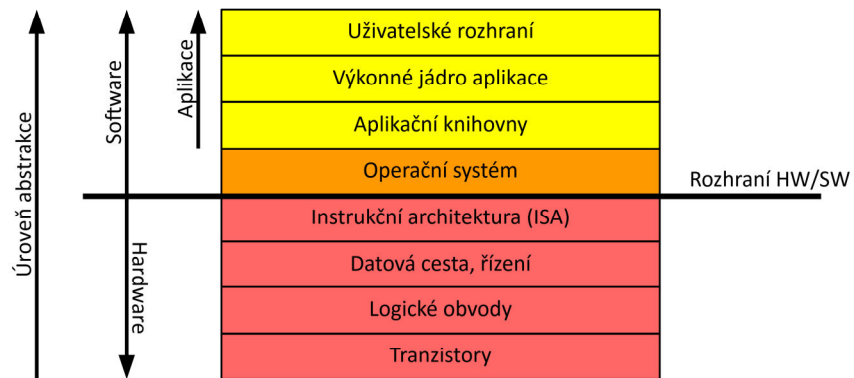 Úroveň abstrakce
Software
Hardware
Aplikace
Uživatelské rozhraní
Výkonné jádro aplikace
Aplikační knihovny
Operační systém
Rozhraní HW/SW
Instrukční architektura (ISA)
Datová cesta, řízení
Logické obvody
Tranzistory